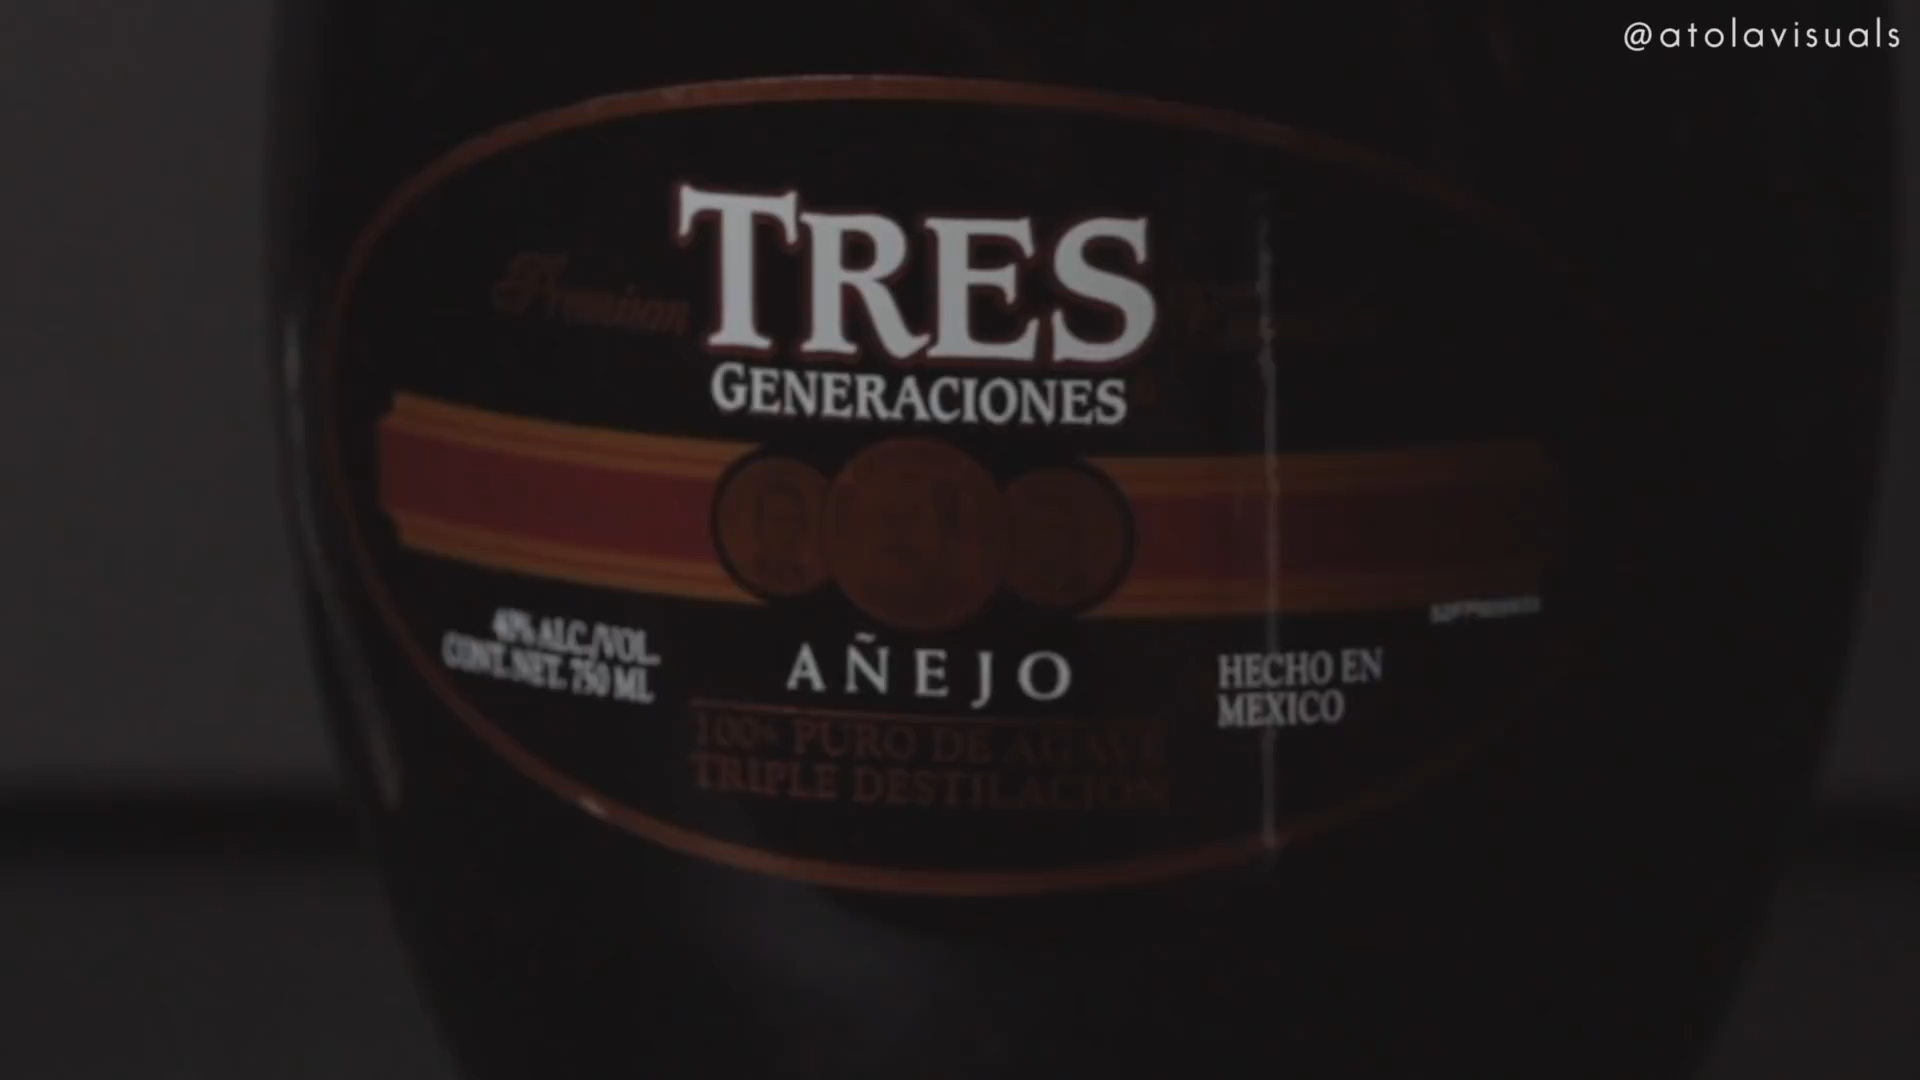 @atolavisuals
Premium
TRES
GENERACIONES
40% ALC./VOL.
CONT. NET. 750 ML
AÑEJO
HECHO EN
MEXICO
100% PURO DE AGAVE
TRIPLE DESTILACION